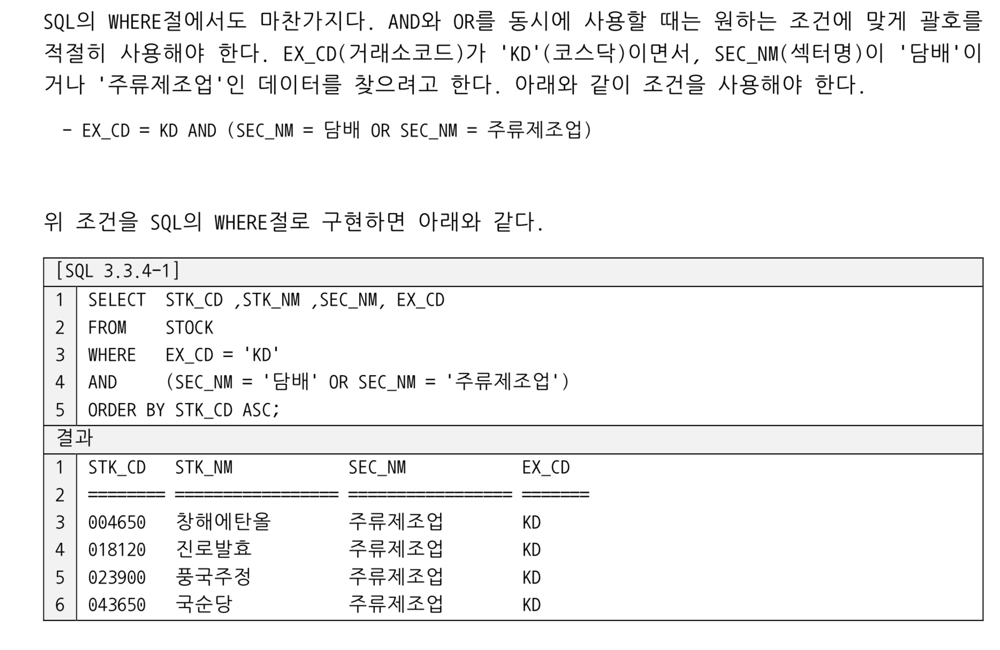 SQL의 WHERE절에서도 마찬가지다. AND와 OR를 동시에 사용할 때는 원하는 조건에 맞게 괄호를
적절히 사용해야 한다. EX_CD(거래소코드)가 'KD'(코스닥)이면서, SEC_NM(섹터명)이 '담배'이
거나 '주류제조업'인 데이터를 찾으려고 한다. 아래와 같이 조건을 사용해야 한다.
- EX_CD = KD AND (SEC_NM = 담배 OR SEC_NM = 주류제조업)
위 조건을 SQL의 WHERE절로 구현하면 아래와 같다.
[SQL 3.3.4-1]
1 SELECT STK_CD ,STK_NM ,SEC_NM, EX_CD
2 FROM STOCK
3 WHERE EX_CD = 'KD'
4 AND (SEC_NM = '담배' OR SEC_NM = '주류제조업')
5 ORDER BY STK_CD ASC;
결과
1 STK_CD STK_NM SEC_NM EX_CD
2 ======== ================= ================= =======
3 004650 창해에탄올 주류제조업 KD
4 018120 진로발효 주류제조업 KD
5 023900 풍국주정 주류제조업 KD
6 043650 국순당 주류제조업 KD